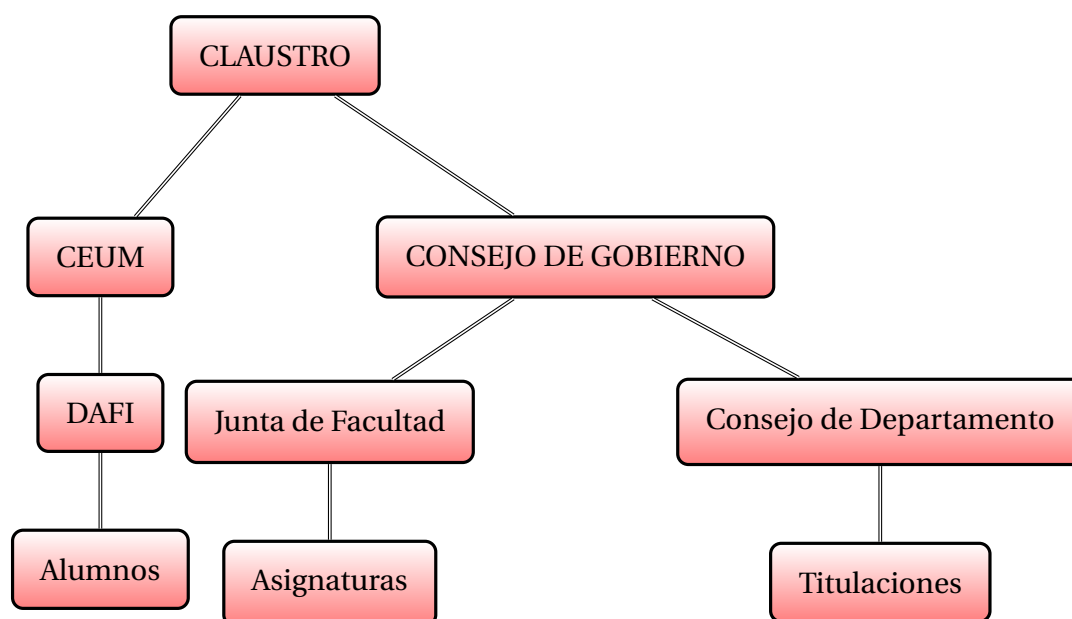 CLAUSTRO
CEUM
CONSEJO DE GOBIERNO
DAFI
Junta de Facultad
Consejo de Departamento
Alumnos
Asignaturas
Titulaciones